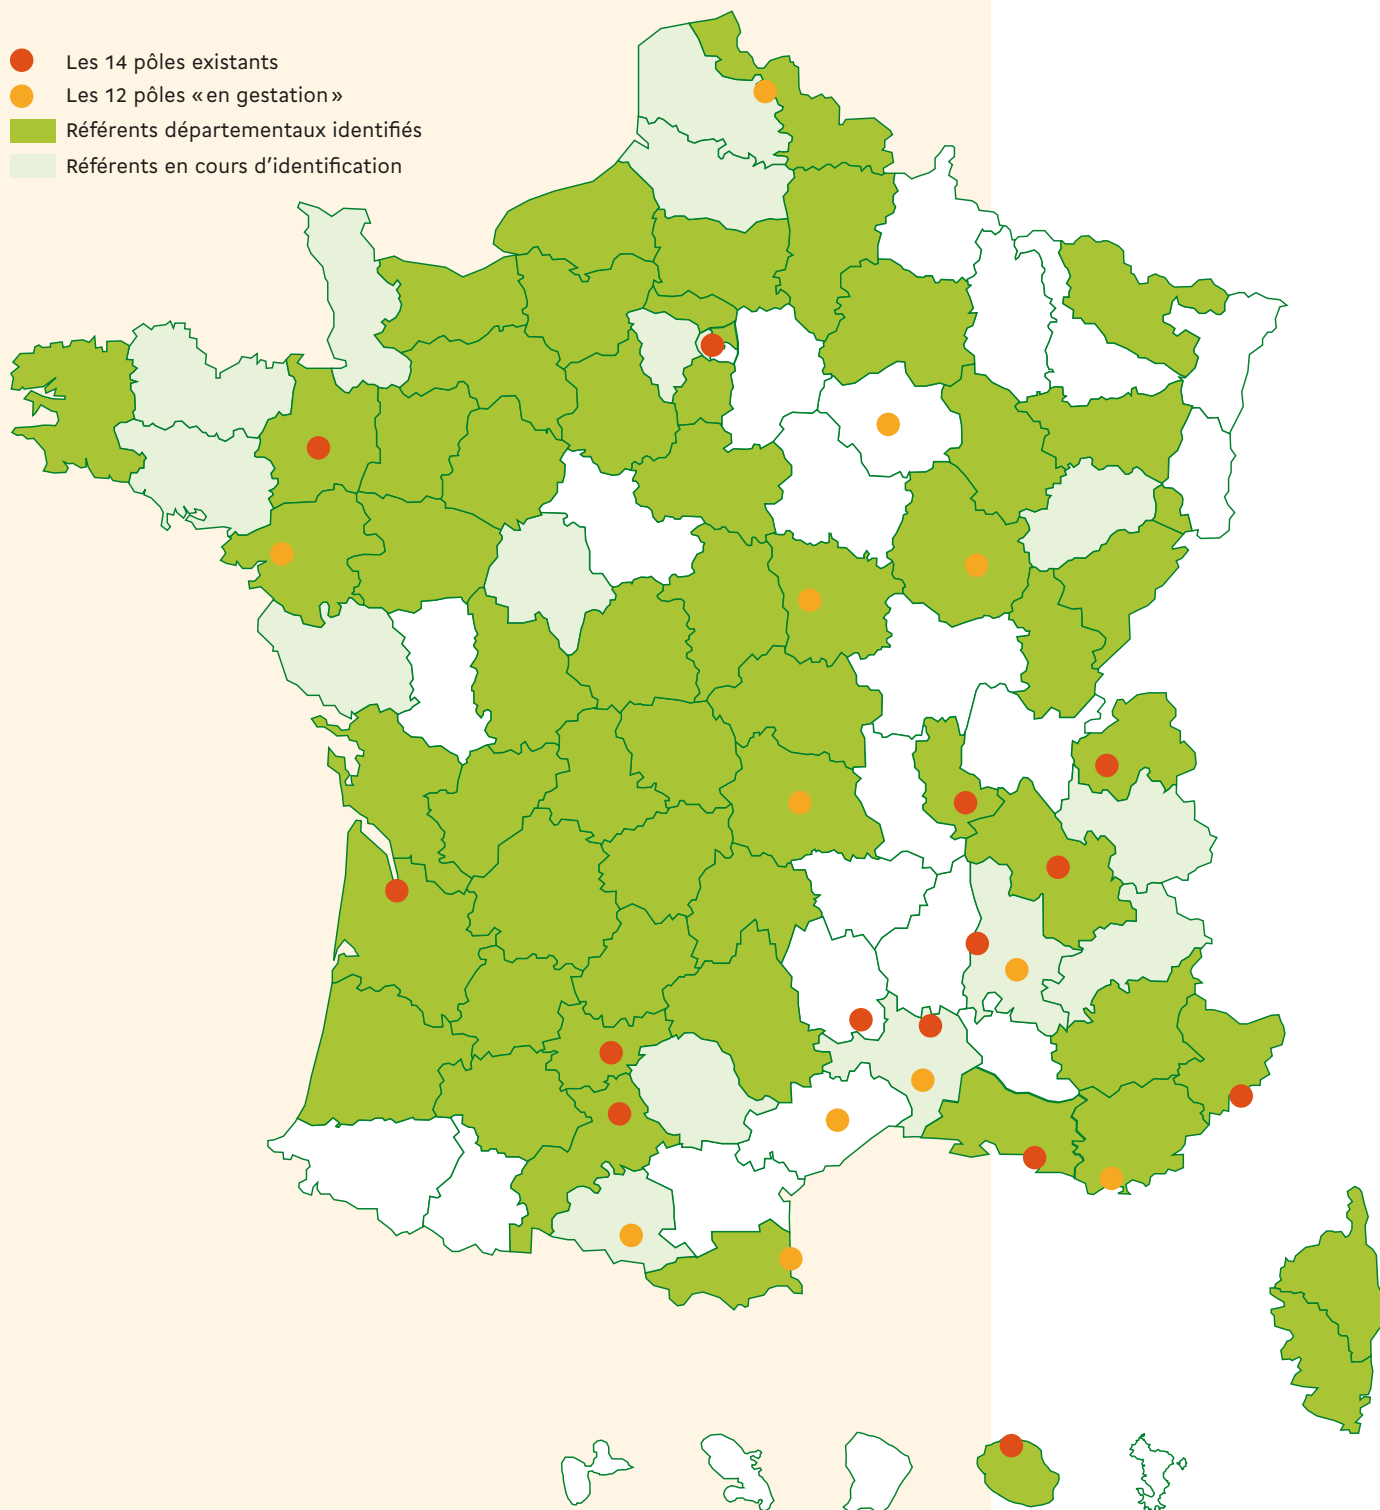 Les 14 pôles existants
Les 12 pôles «en gestation»
Référents départementaux identifiés
Référents en cours d’identification